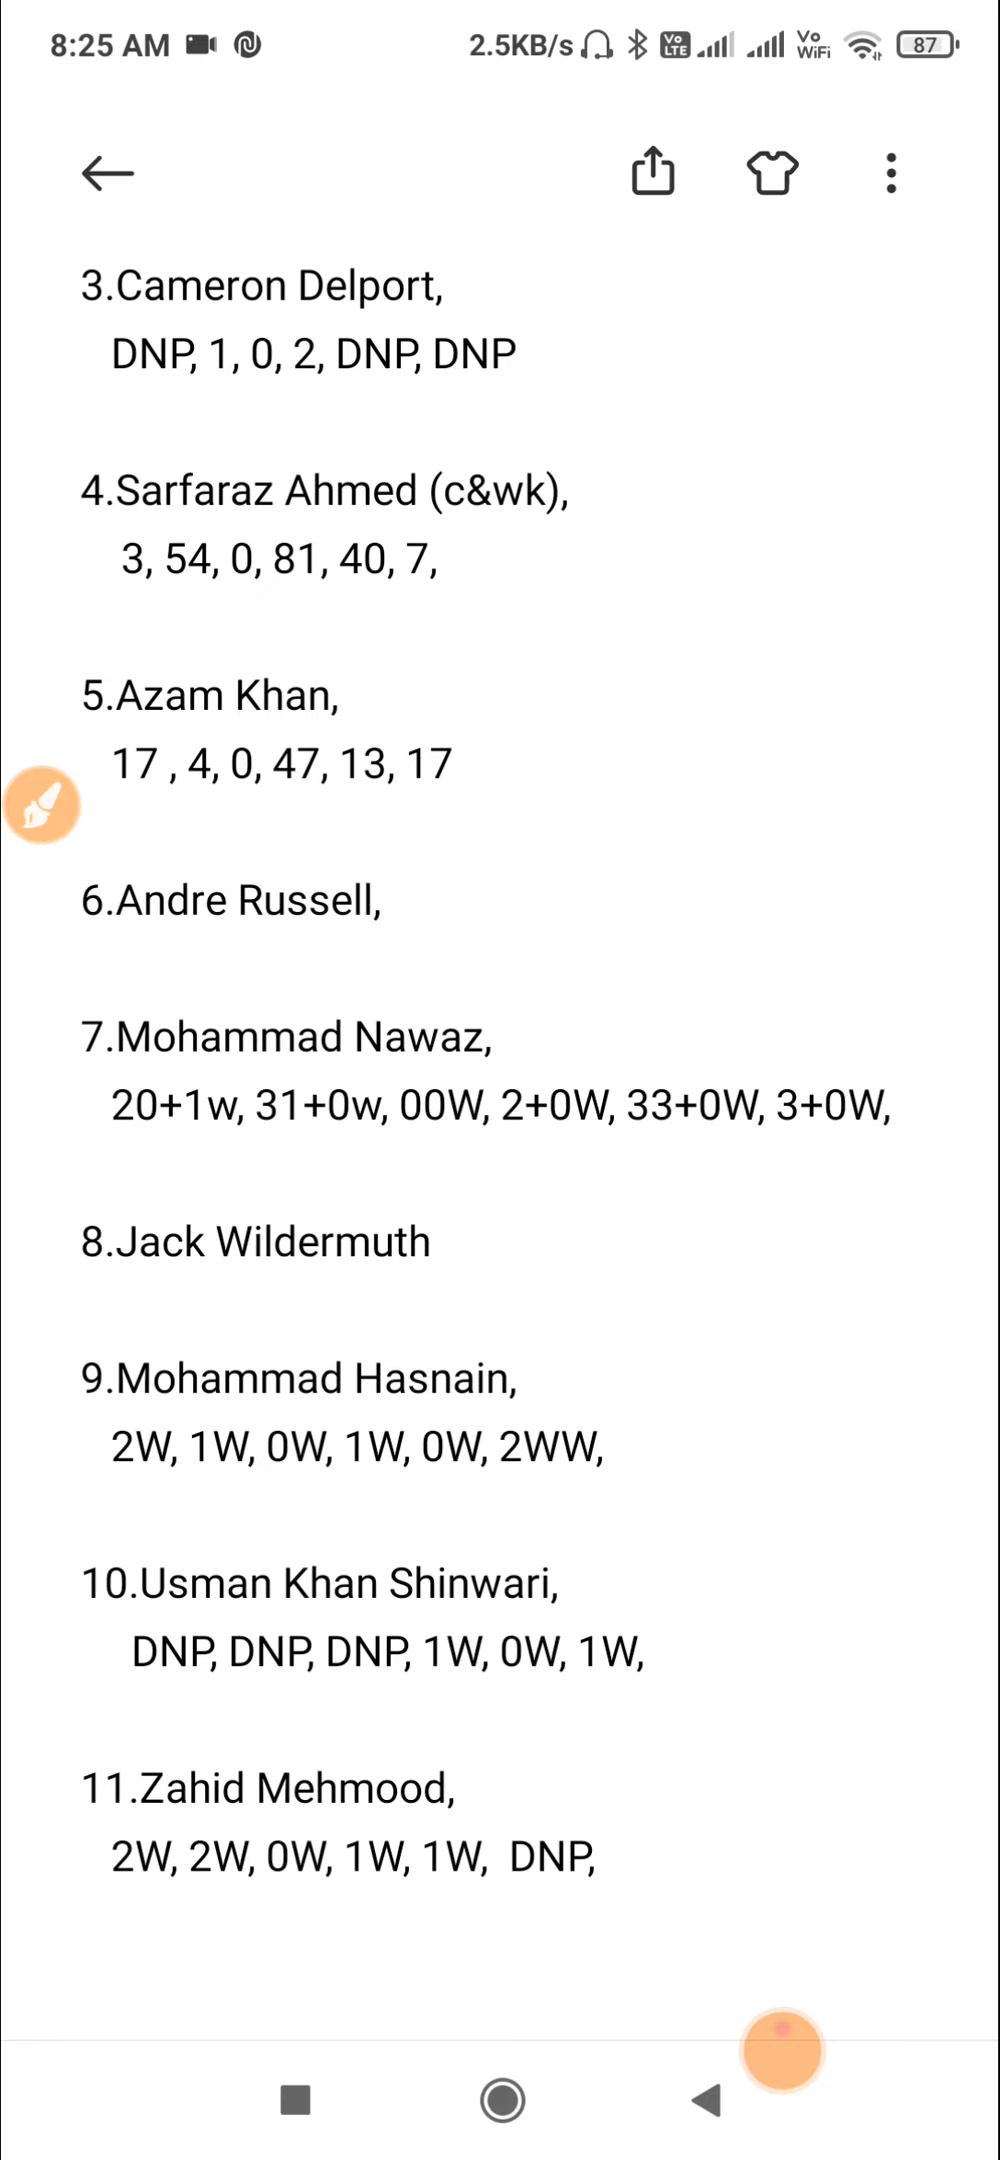 8:25 AM 2.5KB/s Vo LTE Vo WiFi 87
3.Cameron Delport,
DNP, 1, 0, 2, DNP, DNP
4.Sarfaraz Ahmed (c&wk),
3, 54, 0, 81, 40, 7,
5.Azam Khan,
17 , 4, 0, 47, 13, 17
6.Andre Russell,
7.Mohammad Nawaz,
20+1w, 31+0w, 00W, 2+0W, 33+0W, 3+0W,
8.Jack Wildermuth
9.Mohammad Hasnain,
2W, 1W, 0W, 1W, 0W, 2WW,
10.Usman Khan Shinwari,
DNP, DNP, DNP, 1W, 0W, 1W,
11.Zahid Mehmood,
2W, 2W, 0W, 1W, 1W,  DNP,